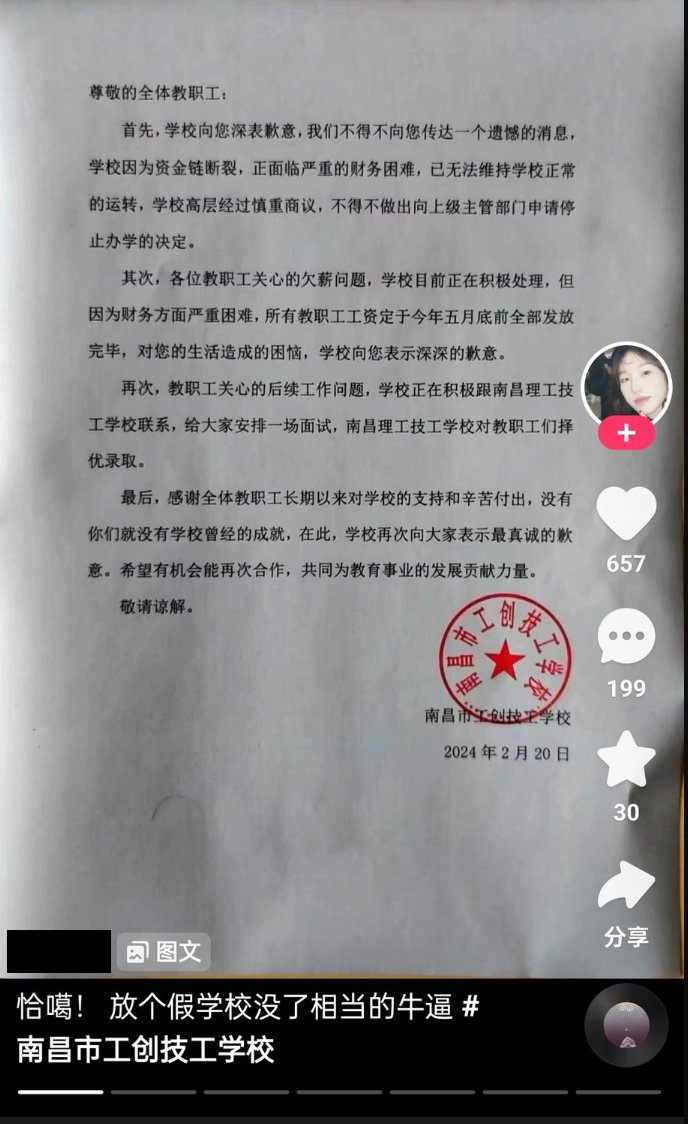 尊敬的全体教职工：
首先，学校向您深表歉意，我们不得不向您传达一个遗憾的消息，
学校因为资金链断裂，正面临严重的财务困难，已无法维持学校正常
的运转，学校高层经过慎重商议，不得不做出向上级主管部门申请停
止办学的决定。
其次，各位教职工关心的欠薪问题，学校目前正在积极处理，但
因为财务方面严重困难，所有教职工工资定于今年五月底前全部发放
完毕，对您的生活造成的困恼，学校向您表示深深的歉意。
再次，教职工关心的后续工作问题，学校正在积极跟南昌理工技
工学校联系，给大家安排一场面试，南昌理工技工学校对教职工们择
优录取。
最后，感谢全体教职工长期以来对学校的支持和辛苦付出，没有
你们就没有学校曾经的成就，在此，学校再次向大家表示最真诚的歉
意。希望有机会能再次合作，共同为教育事业的发展贡献力量。
敬请谅解。
南昌市工创技工学校
南昌市工创技工学校
2024 年 2 月 20 日
657
199
30
分享
图文
恰噶！ 放个假学校没了相当的牛逼 #
南昌市工创技工学校